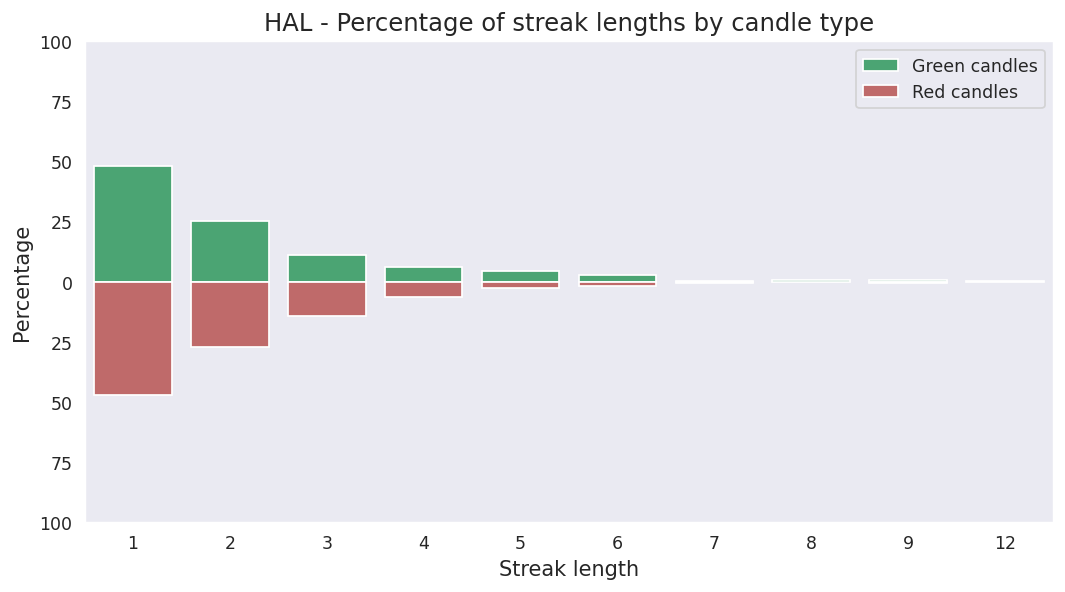 HAL - Percentage of streak lengths by candle type
100
75
50
25
0
25
50
75
100
Percentage
Green candles
Red candles
1 2 3 4 5 6 7 8 9 12
Streak length